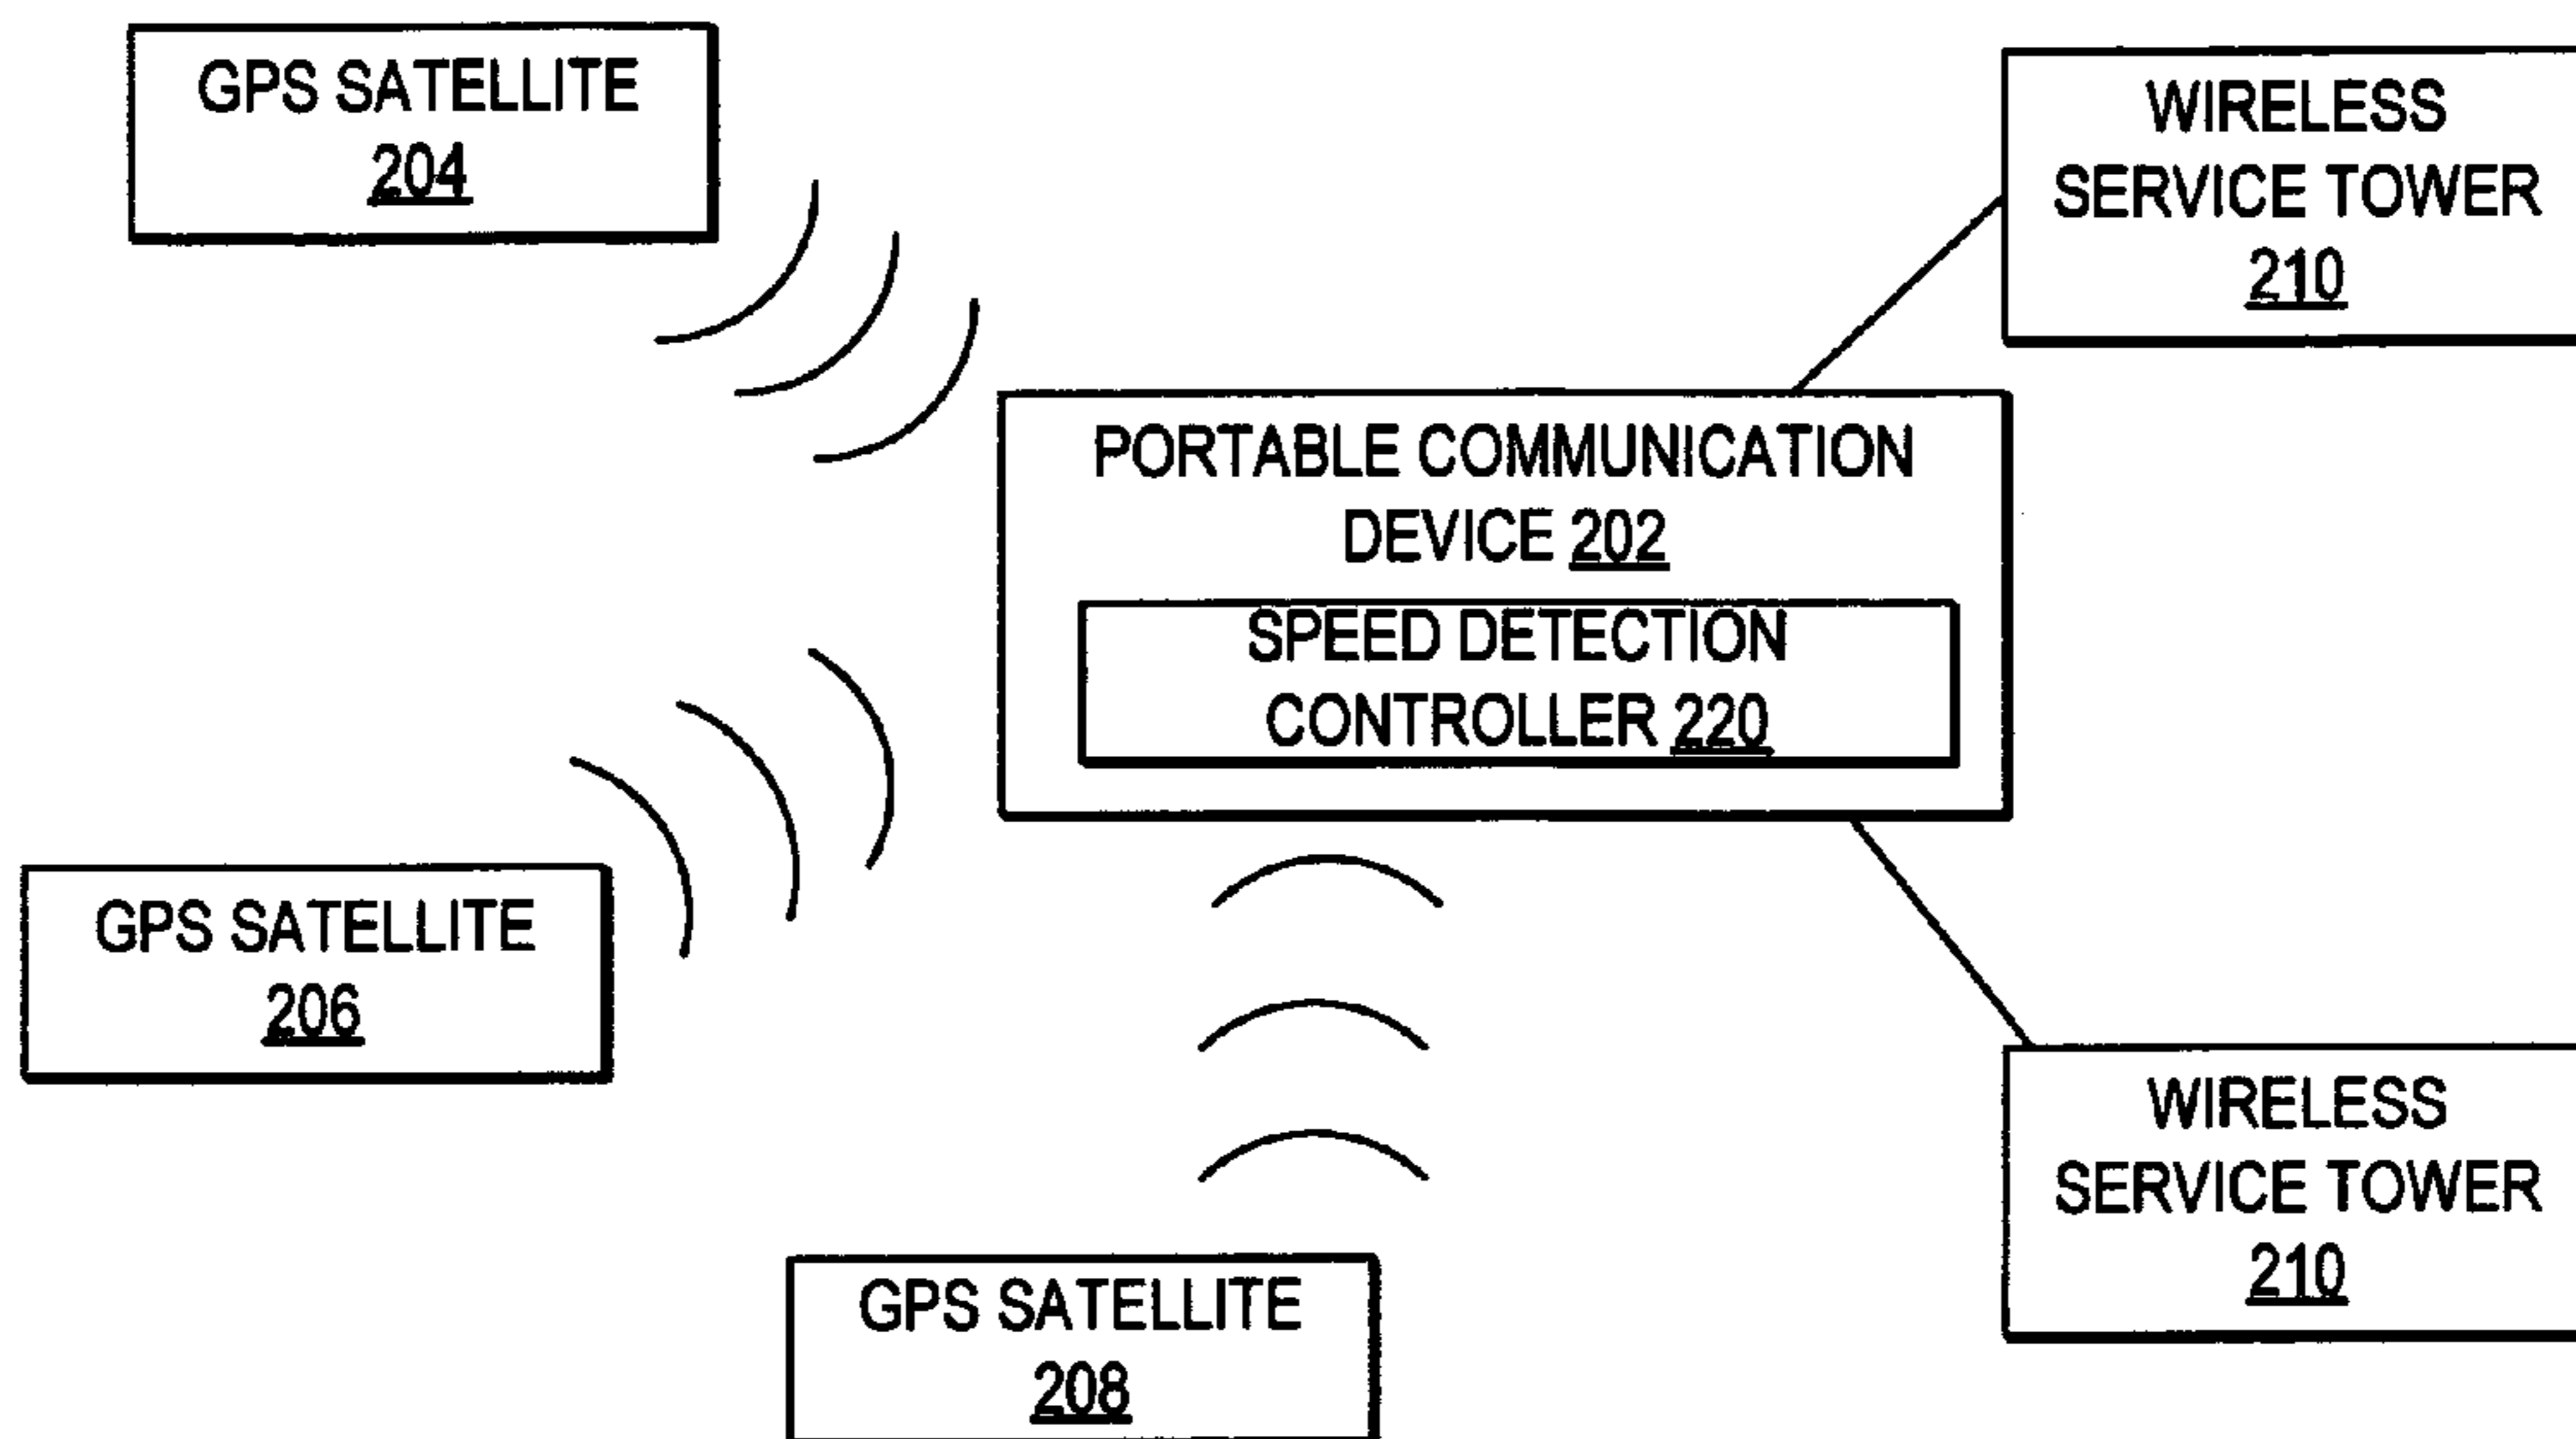 GPS SATELLITE
204
WIRELESS
SERVICE TOWER
210
PORTABLE COMMUNICATION
DEVICE 202
SPEED DETECTION
CONTROLLER 220
GPS SATELLITE
206
WIRELESS
SERVICE TOWER
210
GPS SATELLITE
208